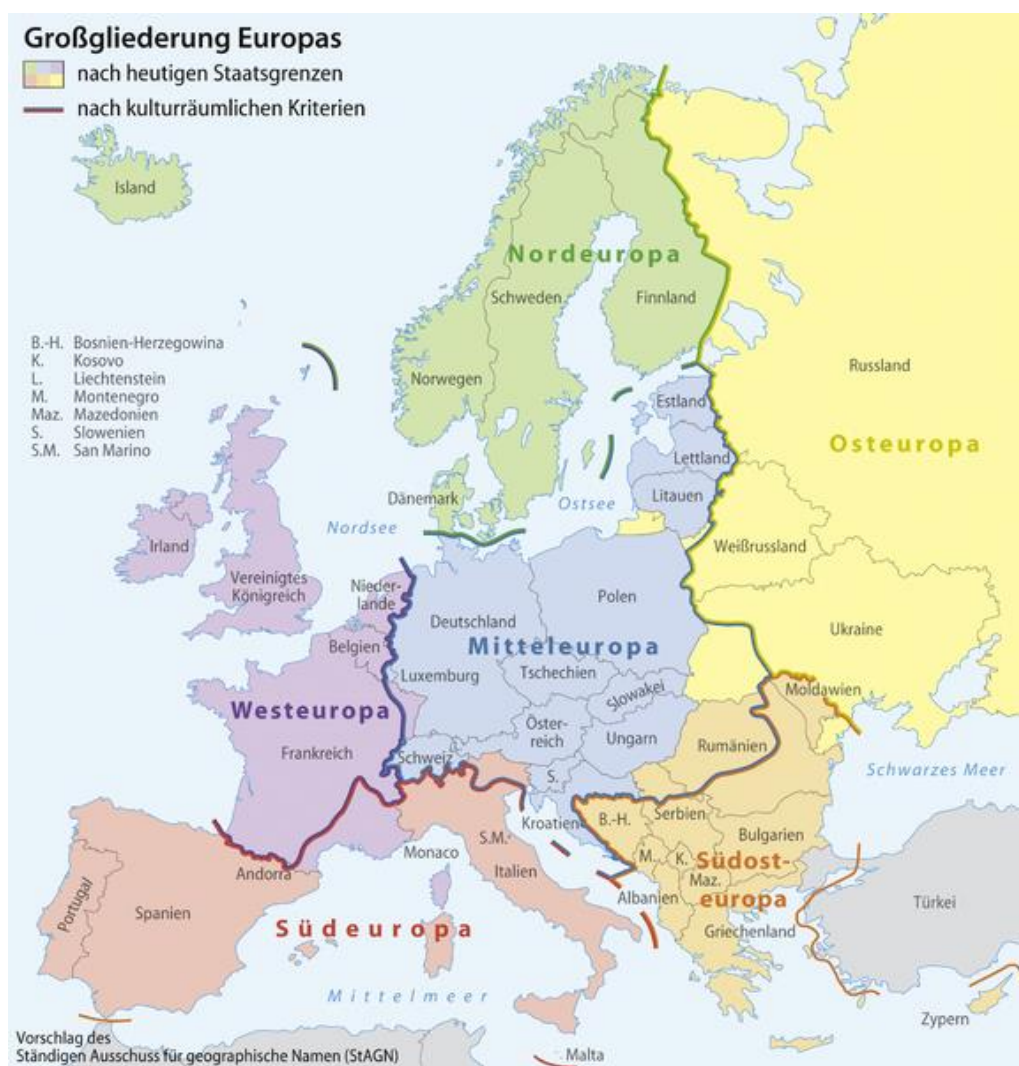 Großgliederung Europas
nach heutigen Staatsgrenzen
nach kulturräumlichen Kriterien
Island
Nordeuropa
Schweden
Finnland
B.-H. Bosnien-Herzegowina
K. Kosovo
L. Liechtenstein
M. Montenegro
Maz. Mazedonien
S. Slowenien
S.M. San Marino
Norwegen
Russland
Estland
Osteuropa
Lettland
Dänemark
Ostsee
Litauen
Nordsee
Irland
Weißrussland
Vereinigtes
Königreich
Nieder-
lande
Polen
Deutschland
Ukraine
Belgien
Mitteleuropa
Luxemburg
Tschechien
Slowakei
Moldawien
Westeuropa
Öster-
reich
Ungarn
Rumänien
Frankreich
Schweiz
S.
Schwarzes Meer
Kroatien
B.-H.
Serbien
S.M.
Bulgarien
Monaco
Italien
M.
K.
Südost-
europa
Andorra
Maz.
Albanien
Portugal
Spanien
Türkei
Südeuropa
Griechenland
Mittelmeer
Zypern
Vorschlag des
Ständigen Ausschuss für geographische Namen (StAGN)
Malta